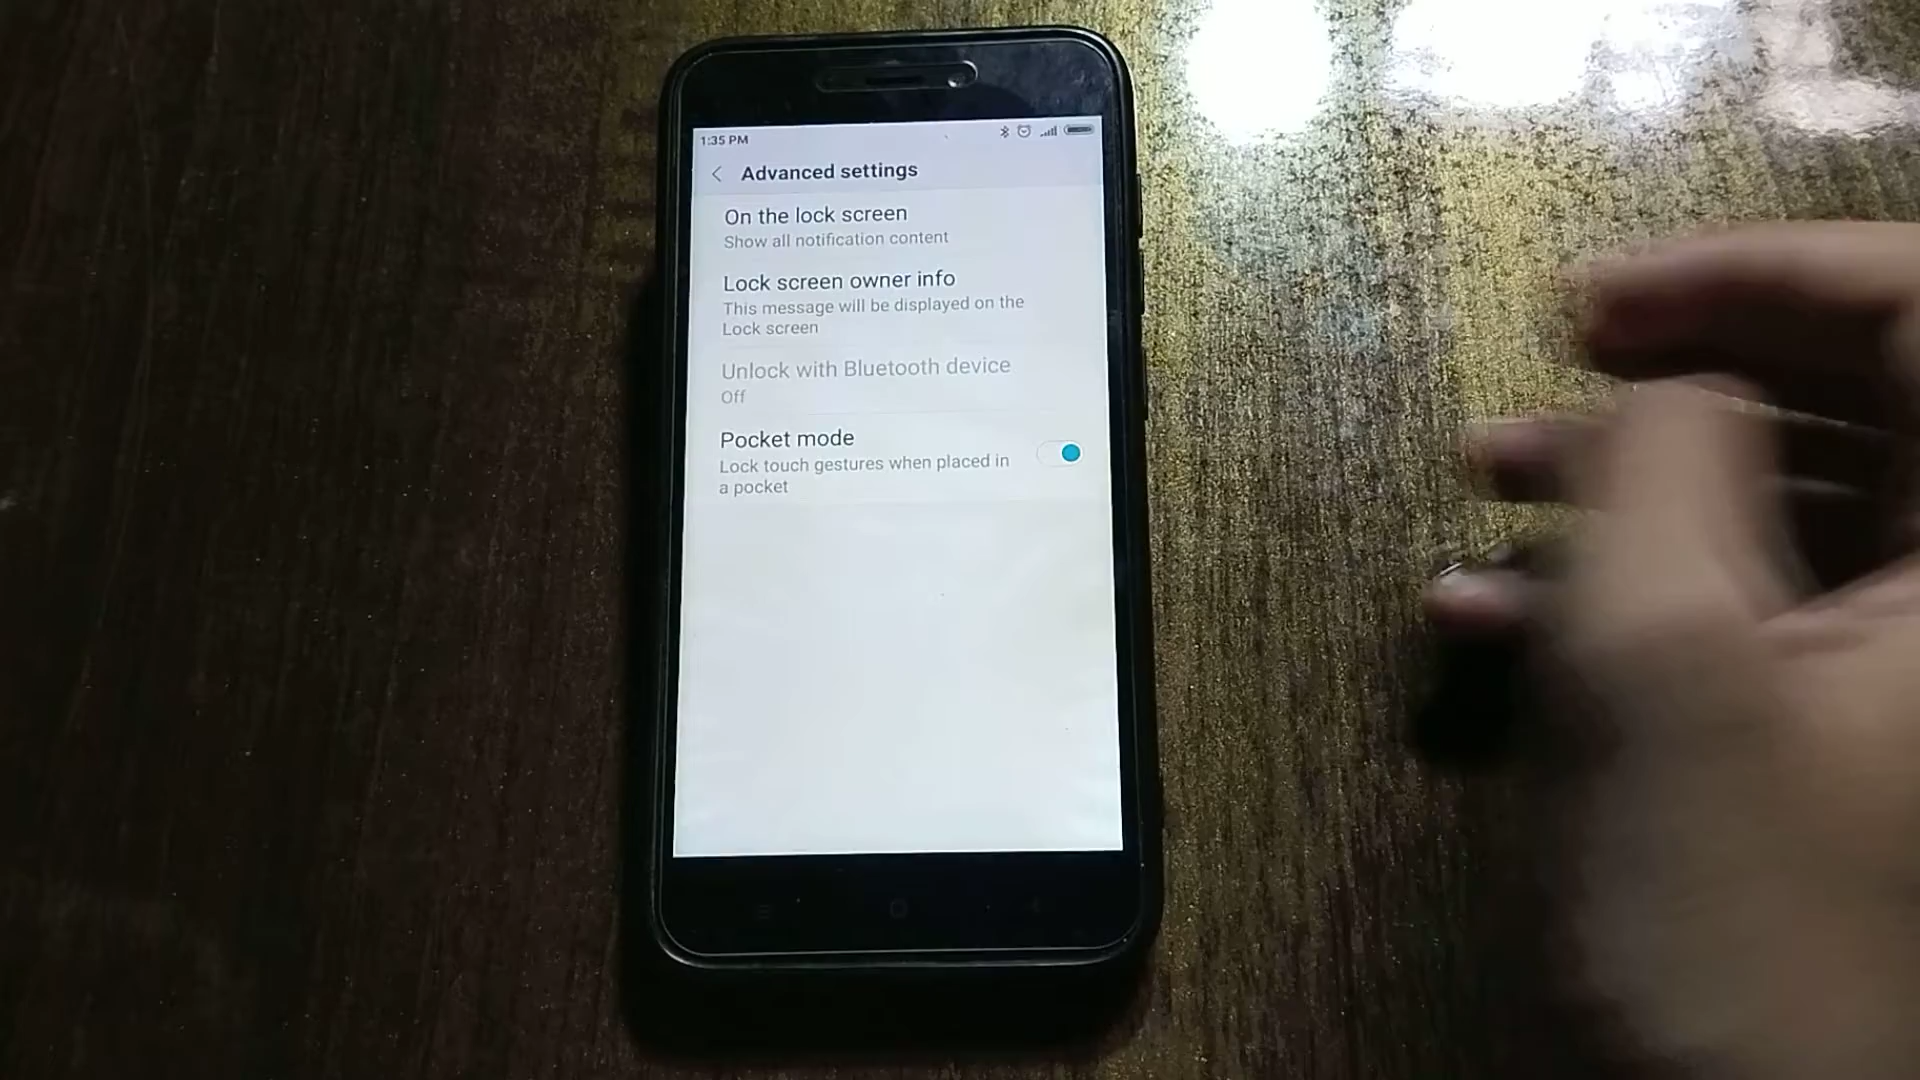 1:35 PM
Advanced settings
On the lock screen
Show all notification content
Lock screen owner info
This message will be displayed on the
Lock screen
Unlock with Bluetooth device
Off
Pocket mode
Lock touch gestures when placed in
a pocket